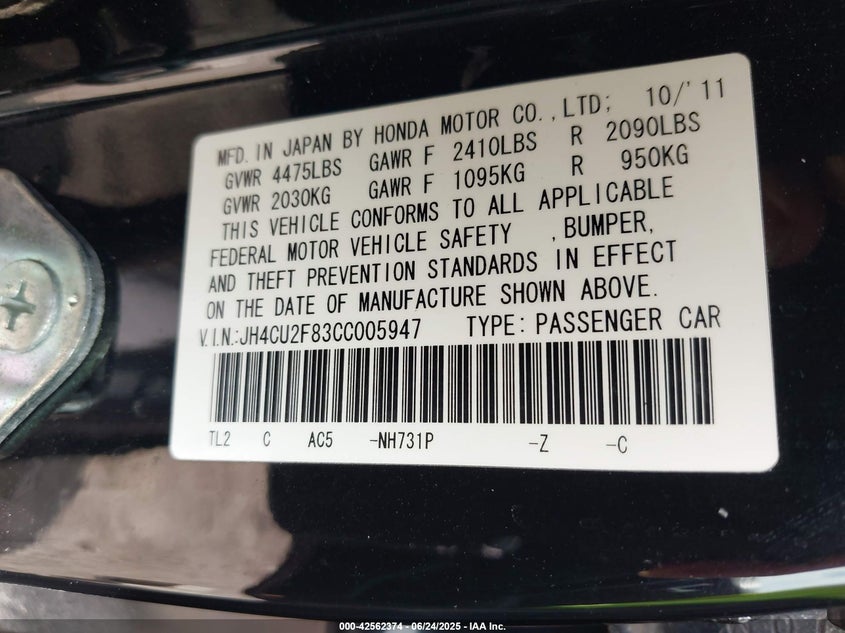 MFD. IN JAPAN BY HONDA MOTOR CO.,LTD; 10/'11
GVWR 4475LBS GAWR F 2410LBS R 2090LBS
GVWR 2030KG GAWR F 1095KG R 950KG
THIS VEHICLE CONFORMS TO ALL APPLICABLE
FEDERAL MOTOR VEHICLE SAFETY ,BUMPER,
AND THEFT PREVENTION STANDARDS IN EFFECT
ON THE DATE OF MANUFACTURE SHOWN ABOVE.
V.I.N:JH4CU2F83CC005947 TYPE: PASSENGER CAR
TL2 C AC5 -NH731P -Z -C
000-42562374 - 06/24/2025 - IAA Inc.